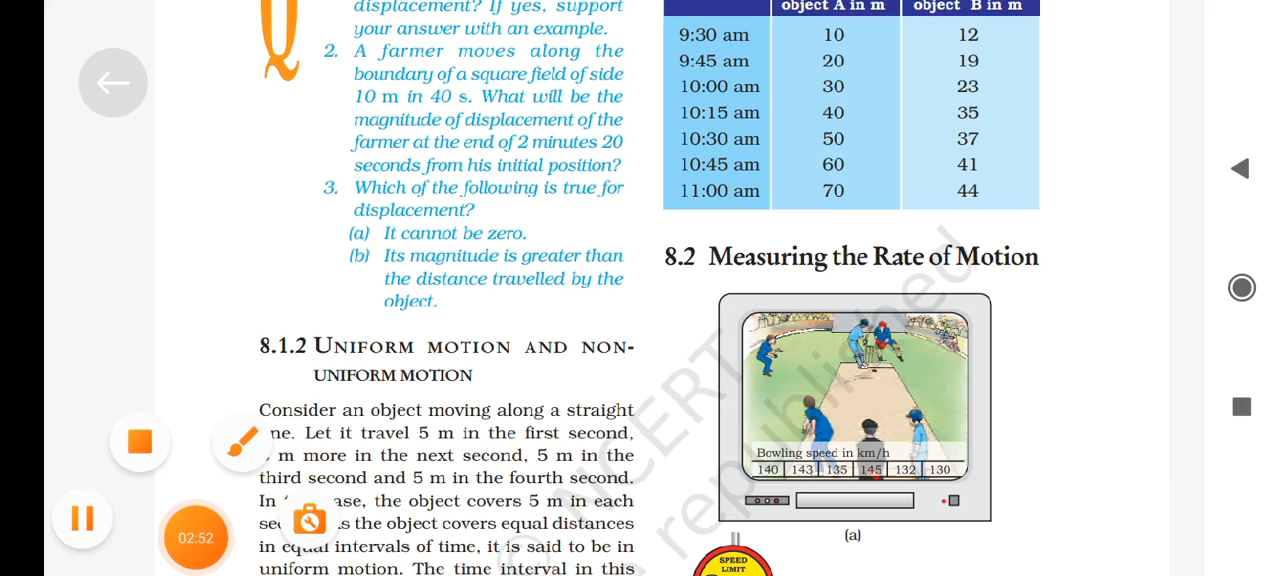 Q
displacement? If yes, support
your answer with an example.
2. A farmer moves along the
boundary of a square field of side
10 m in 40 s. What will be the
magnitude of displacement of the
farmer at the end of 2 minutes 20
seconds from his initial position?
3. Which of the following is true for
displacement?
(a) It cannot be zero.
(b) Its magnitude is greater than
the distance travelled by the
object.
8.1.2 UNIFORM MOTION AND NON-
UNIFORM MOTION
Consider an object moving along a straight
ne. Let it travel 5 m in the first second,
m more in the next second, 5 m in the
third second and 5 m in the fourth second.
In ase, the object covers 5 m in each
sec s the object covers equal distances
in equal intervals of time, it is said to be in
uniform motion. The time interval in this
02:52
object A in m object B in m
9:30 am 10 12
9:45 am 20 19
10:00 am 30 23
10:15 am 40 35
10:30 am 50 37
10:45 am 60 41
11:00 am 70 44
8.2 Measuring the Rate of Motion
Bowling speed in km/h
140 143 135 145 132 130
(a)
SPEED
LIMIT
© NCERT
republished